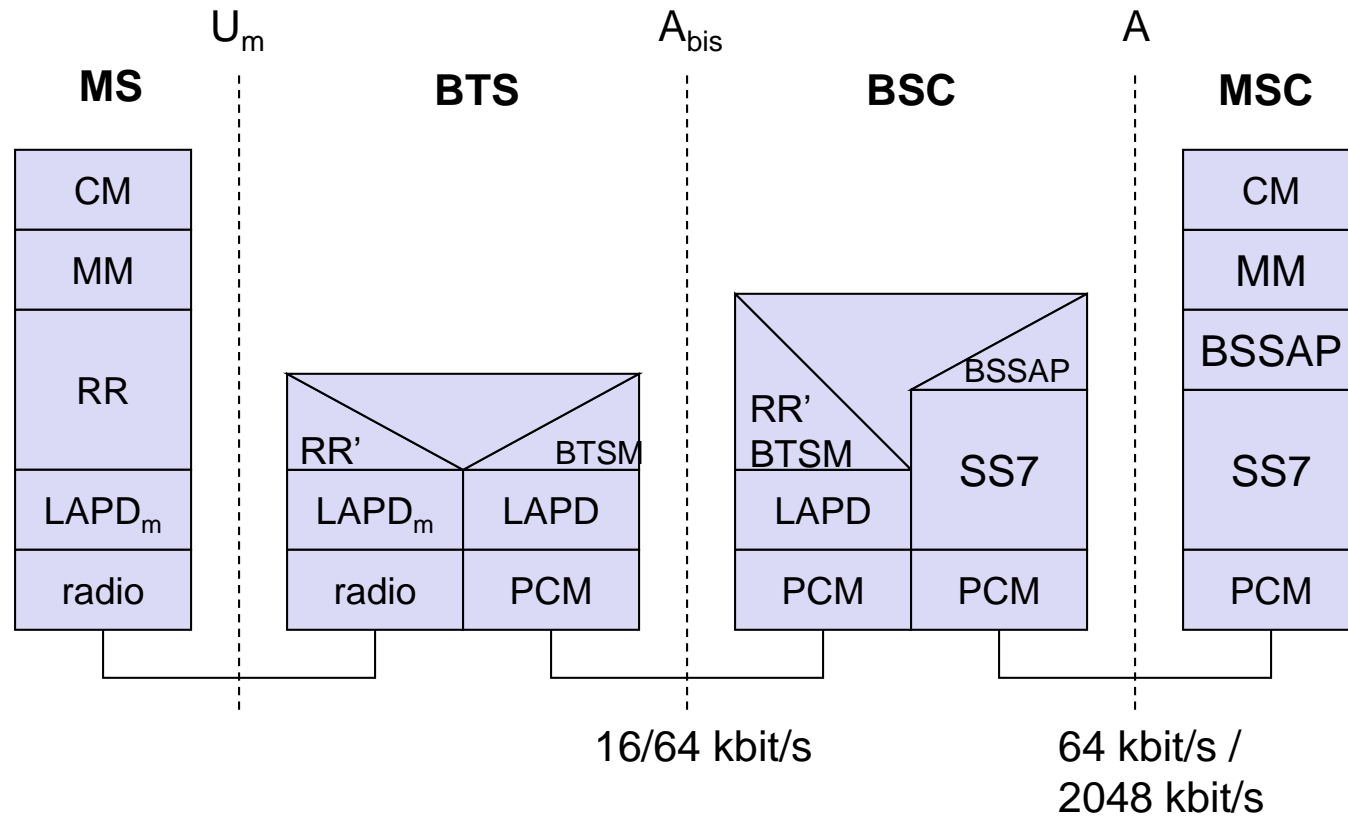 Um
Abis
A
MS
BTS
BSC
MSC
CM
MM
RR
LAPDm
radio
RR’
BTSM
LAPDm
LAPD
radio
PCM
RR’
BTSM
BSSAP
LAPD
SS7
PCM
PCM
CM
MM
BSSAP
SS7
PCM
16/64 kbit/s
64 kbit/s /
2048 kbit/s